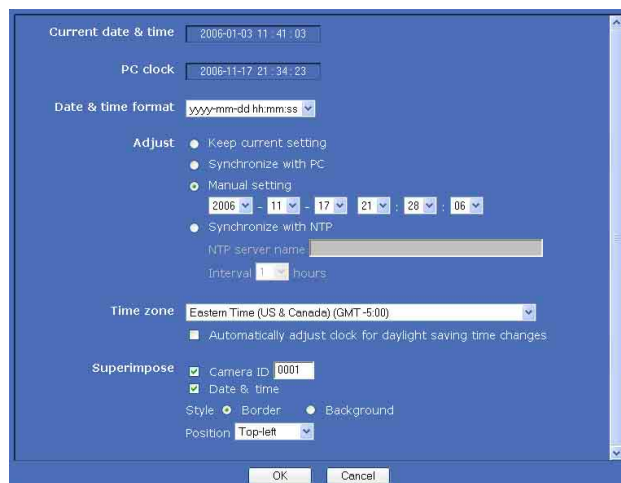 Current date & time 2006-01-03 11 : 41 : 03
PC clock 2006-11-17 21 : 34 : 23
Date & time format yyyy-mm-dd hh:mm:ss
Adjust Keep current setting
Synchronize with PC
Manual setting
2006 - 11 - 17 21 : 28 : 06
Synchronize with NTP
NTP server name
Interval 1 hours
Time zone Eastern Time (US & Canada) (GMT -5:00)
Automatically adjust clock for daylight saving time changes
Superimpose Camera ID 0001
Date & time
Style Border Background
Position Top-left
OK Cancel